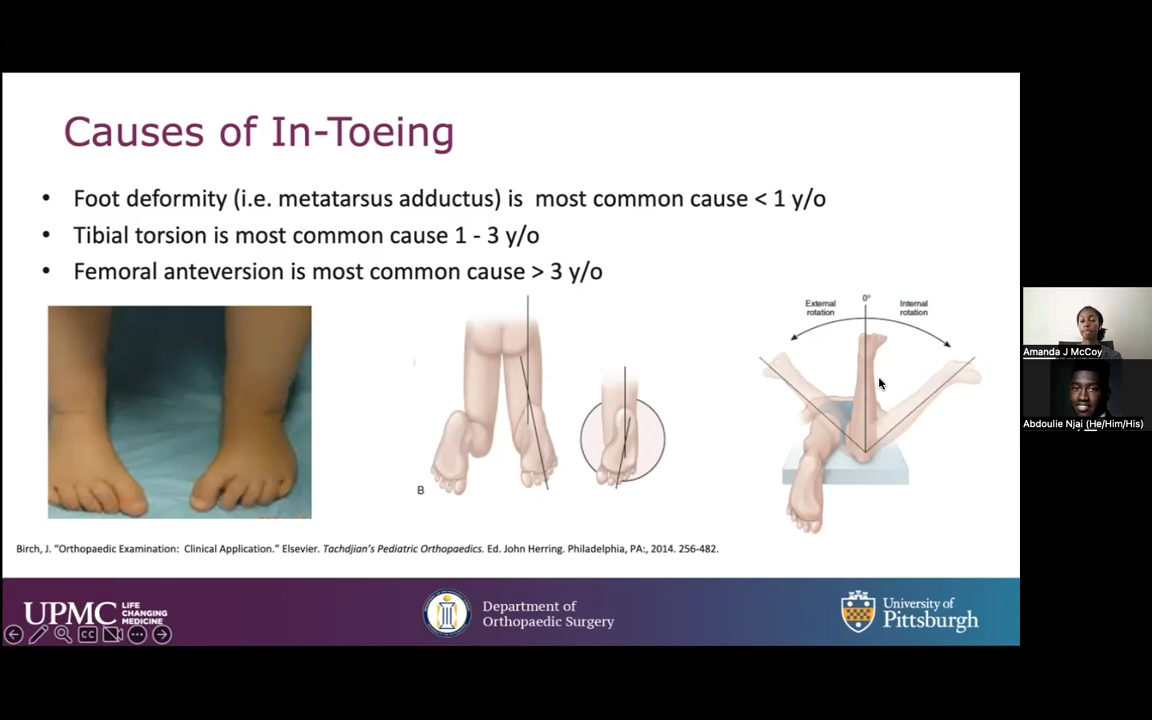 Causes of In-Toeing
• Foot deformity (i.e. metatarsus adductus) is  most common cause < 1 y/o
• Tibial torsion is most common cause 1 - 3 y/o
• Femoral anteversion is most common cause > 3 y/o
External
rotation
0°
Internal
rotation
B
Birch, J. “Orthopaedic Examination:  Clinical Application.” Elsevier. Tachdjian’s Pediatric Orthopaedics. Ed. John Herring. Philadelphia, PA:, 2014. 256-482.
UPMC
LIFE
CHANGING
MEDICINE
Department of
Orthopaedic Surgery
University of
Pittsburgh
CC
Amanda J McCoy
Abdoulie Njai (He/Him/His)